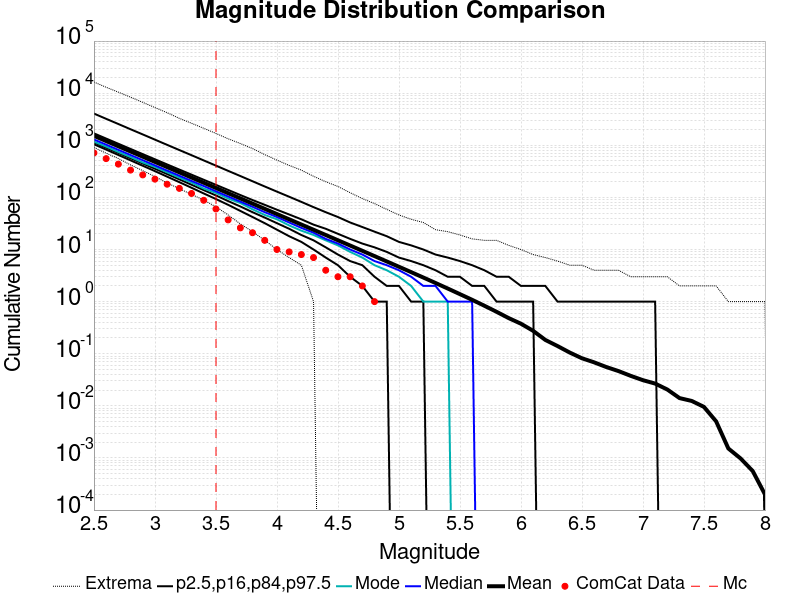 Magnitude Distribution Comparison
Cumulative Number
10^5
10^4
10^3
10^2
10^1
10^0
10^-1
10^-2
10^-3
10^-4
2.5 3 3.5 4 4.5 5 5.5 6 6.5 7 7.5 8
Magnitude
Extrema p2.5,p16,p84,p97.5 Mode Median Mean ComCat Data Mc